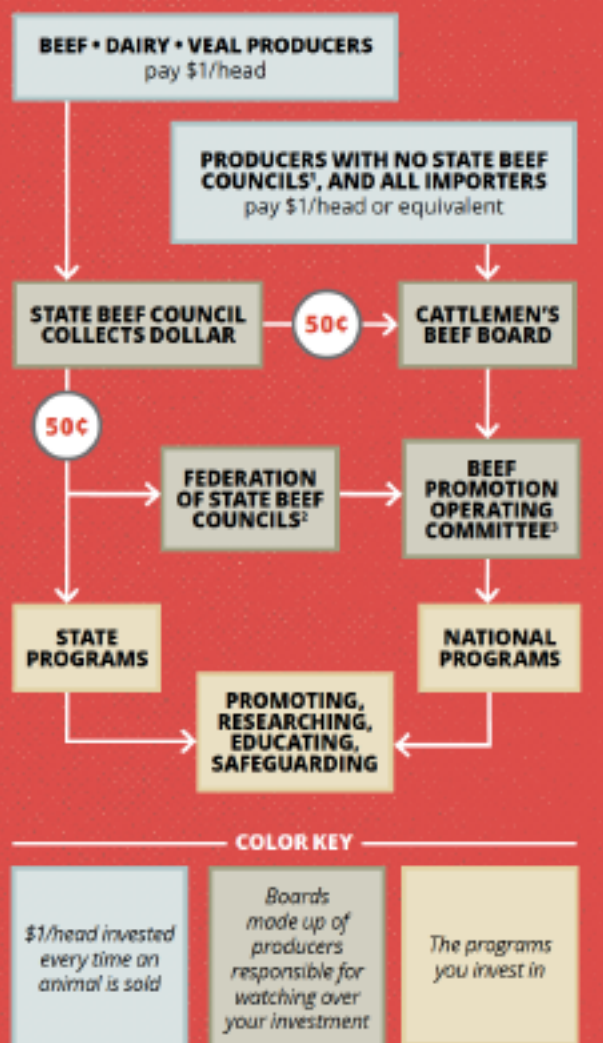 BEEF • DAIRY • VEAL PRODUCERS
pay $1/head
PRODUCERS WITH NO STATE BEEF
COUNCILS¹, AND ALL IMPORTERS
pay $1/head or equivalent
STATE BEEF COUNCIL
COLLECTS DOLLAR
50¢
CATTLEMEN'S
BEEF BOARD
50¢
FEDERATION
OF STATE BEEF
COUNCILS²
BEEF
PROMOTION
OPERATING
COMMITTEE³
STATE
PROGRAMS
NATIONAL
PROGRAMS
PROMOTING,
RESEARCHING,
EDUCATING,
SAFEGUARDING
COLOR KEY
$1/head invested
every time an
animal is sold
Boards
made up of
producers
responsible for
watching over
your investment
The programs
you invest in